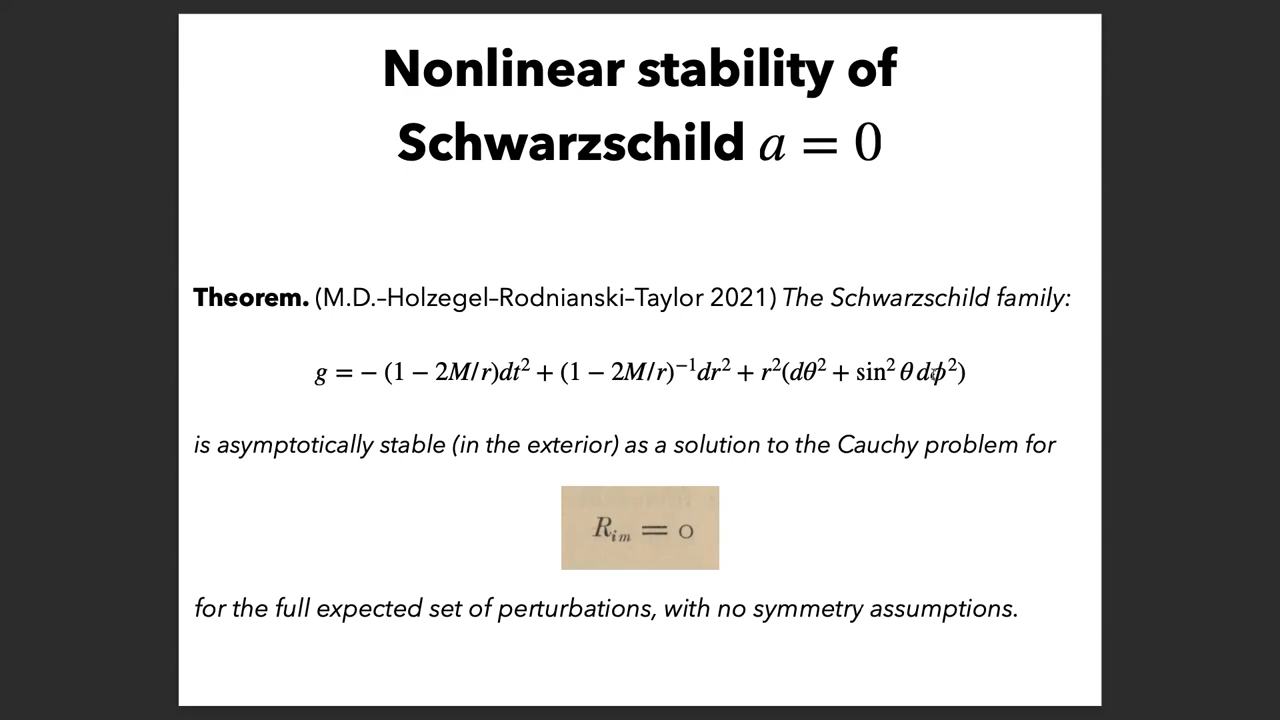 Nonlinear stability of
Schwarzschild a = 0
Theorem. (M.D.–Holzegel–Rodnianski–Taylor 2021) The Schwarzschild family:
g = − (1 − 2M/r)dt² + (1 − 2M/r)⁻¹dr² + r²(dθ² + sin² θ dϕ²)
is asymptotically stable (in the exterior) as a solution to the Cauchy problem for
Rᵢₘ = 0
for the full expected set of perturbations, with no symmetry assumptions.